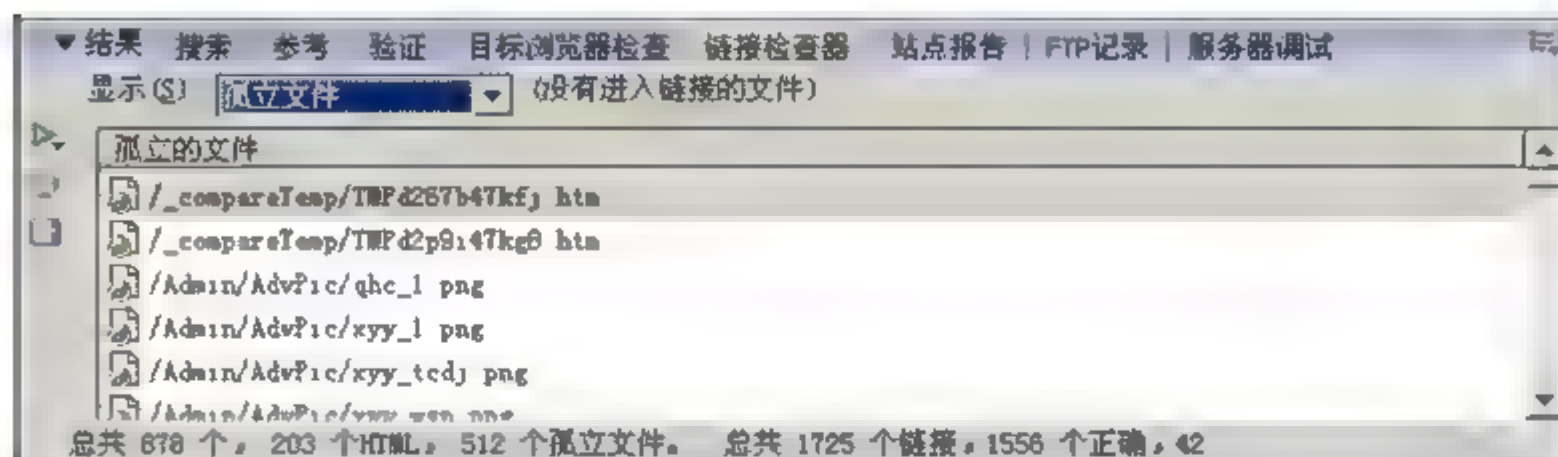 结果 搜索 参考 验证 目标浏览器检查 链接检查器 站点报告 | FTP记录 | 服务器调试
显示(S) 孤立文件 (没有进入链接的文件)
孤立的文件
/_compareTemp/TMPd267b47kfj htm
/_compareTemp/TMPd2p9i47kg8 htm
/Admin/AdvPic/qhc_1 png
/Admin/AdvPic/xyy_1 png
/Admin/AdvPic/xyy_tcdj png
/Admin/AdvPic/
总共 678 个, 203 个HTML, 512 个孤立文件。 总共 1725 个链接,1556 个正确,42